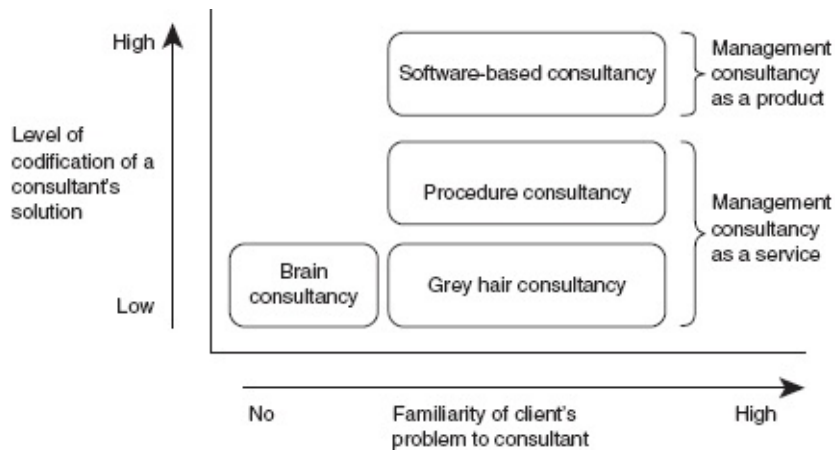 High
Software-based consultancy
Management
consultancy
as a product
Level of
codification of a
consultant's
solution
Procedure consultancy
Management
consultancy
as a service
Brain
consultancy
Grey hair consultancy
Low
No
Familiarity of client's
problem to consultant
High